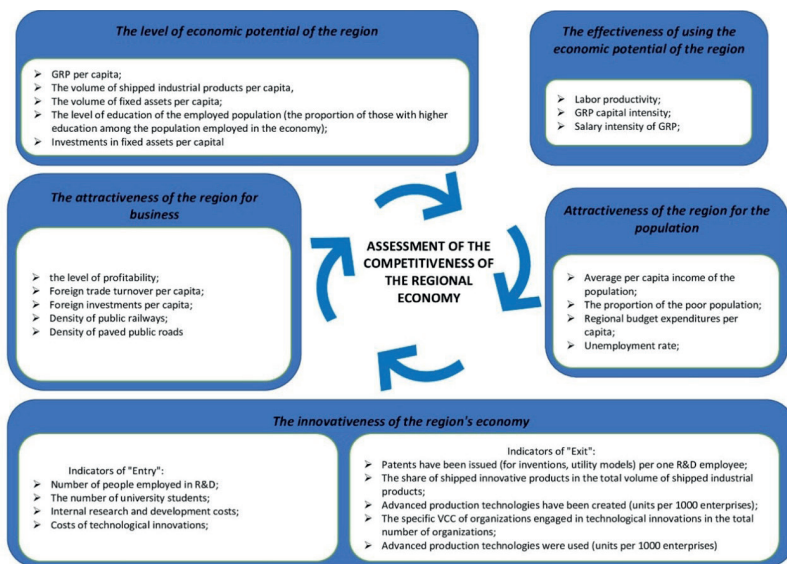 The level of economic potential of the region
➤ GRP per capita;
➤ The volume of shipped industrial products per capita,
➤ The volume of fixed assets per capita;
➤ The level of education of the employed population (the proportion of those with higher
education among the population employed in the economy);
➤ Investments in fixed assets per capital
The effectiveness of using the
economic potential of the region
➤ Labor productivity;
➤ GRP capital intensity;
➤ Salary intensity of GRP;
The attractiveness of the region for
business
➤ the level of profitability;
➤ Foreign trade turnover per capita;
➤ Foreign investments per capita;
➤ Density of public railways;
➤ Density of paved public roads
ASSESSMENT OF THE
COMPETITIVENESS OF
THE REGIONAL
ECONOMY
Attractiveness of the region for the
population
➤ Average per capita income of the
population;
➤ The proportion of the poor population;
➤ Regional budget expenditures per
capita;
➤ Unemployment rate;
The innovativeness of the region's economy
Indicators of "Entry":
➤ Number of people employed in R&D;
➤ The number of university students;
➤ Internal research and development costs;
➤ Costs of technological innovations;
Indicators of "Exit":
➤ Patents have been issued (for inventions, utility models) per one R&D employee;
➤ The share of shipped innovative products in the total volume of shipped industrial
products;
➤ Advanced production technologies have been created (units per 1000 enterprises);
➤ The specific VCC of organizations engaged in technological innovations in the total
number of organizations;
➤ Advanced production technologies were used (units per 1000 enterprises)